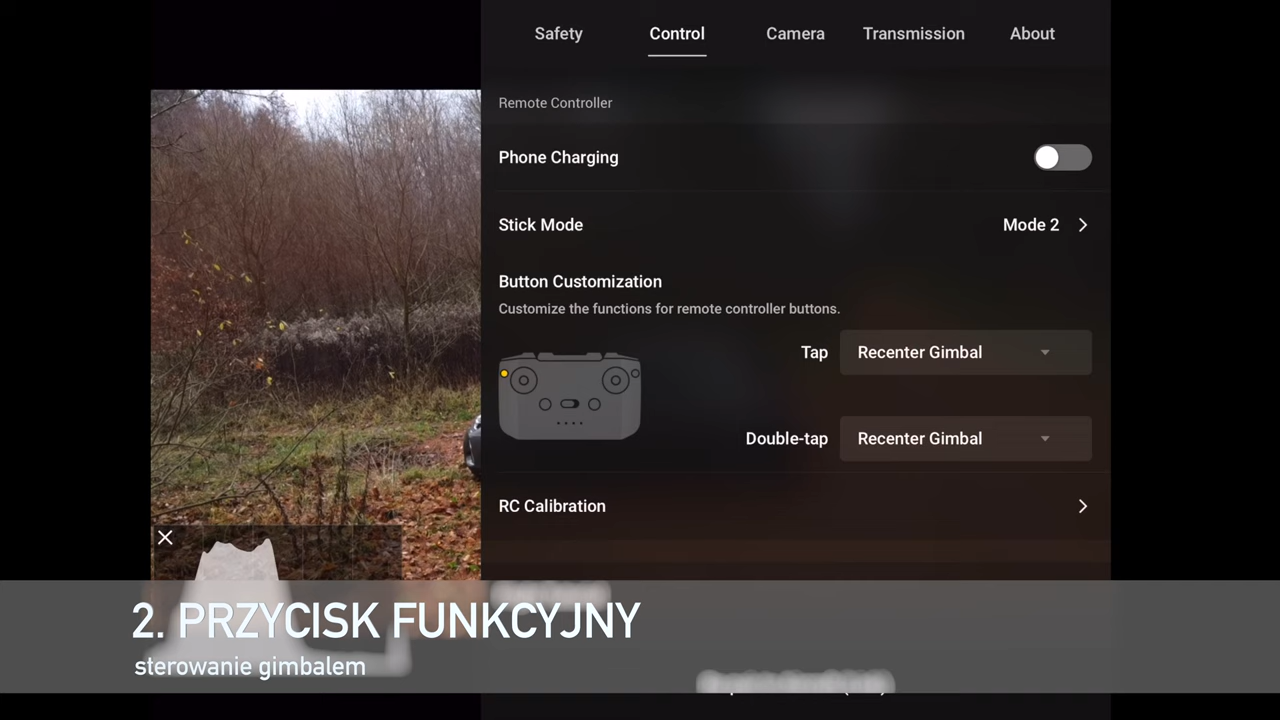 Safety Control Camera Transmission About
Remote Controller
Phone Charging
Stick Mode Mode 2
Button Customization
Customize the functions for remote controller buttons.
Tap Recenter Gimbal
Double-tap Recenter Gimbal
RC Calibration
2. PRZYCISK FUNKCYJNY
sterowanie gimbalem